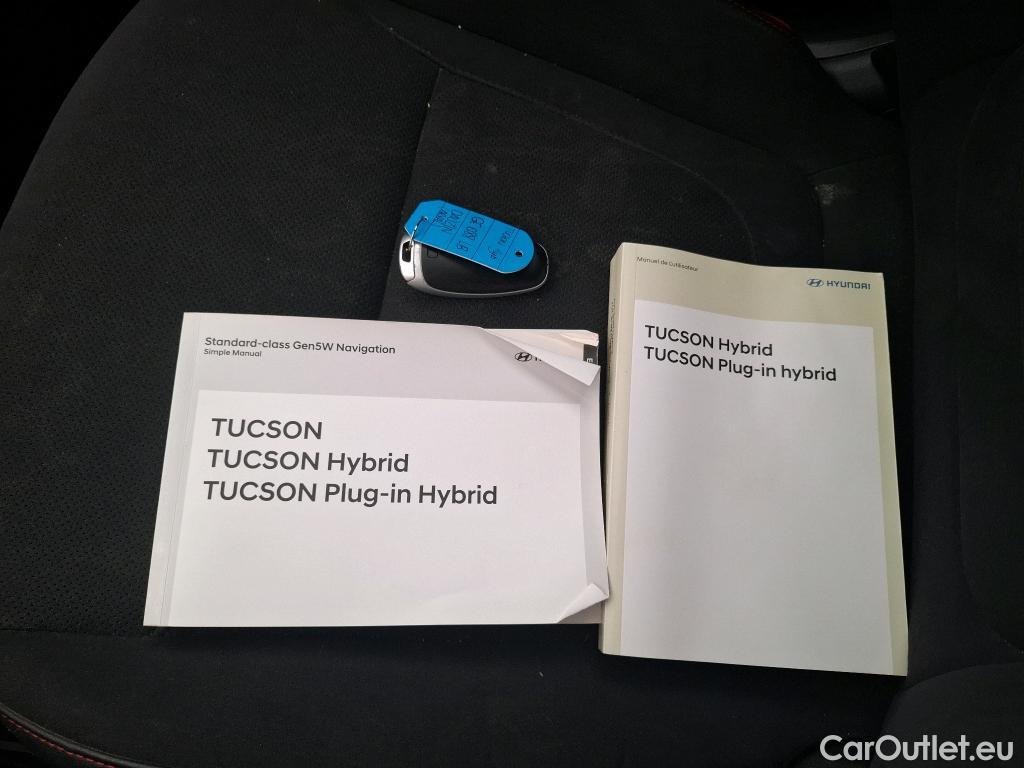 Standard-class Gen5W Navigation
Simple Manual
TUCSON
TUCSON Hybrid
TUCSON Plug-in Hybrid
Manuel de l'utilisateur
HYUNDAI
TUCSON Hybrid
TUCSON Plug-in hybrid
CarOutlet.eu